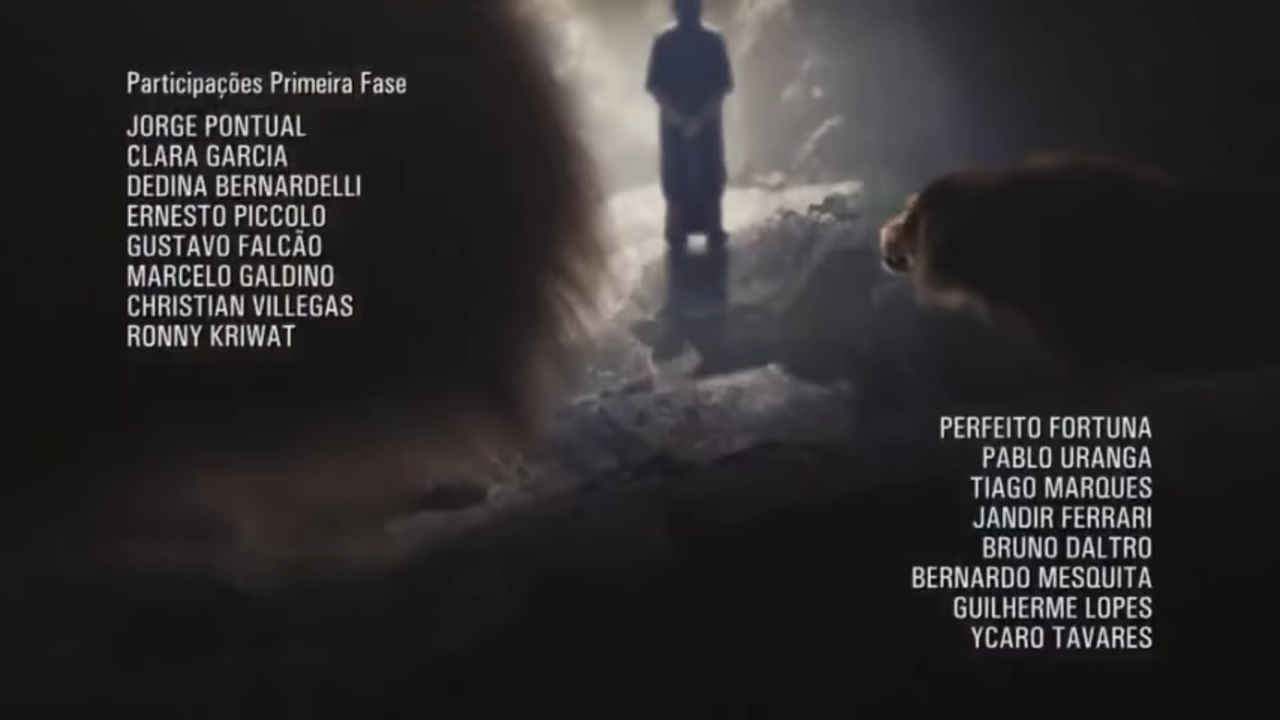 Participações Primeira Fase
JORGE PONTUAL
CLARA GARCIA
DEDINA BERNARDELLI
ERNESTO PICCOLO
GUSTAVO FALCÃO
MARCELO GALDINO
CHRISTIAN VILLEGAS
RONNY KRIWAT
PERFEITO FORTUNA
PABLO URANGA
TIAGO MARQUES
JANDIR FERRARI
BRUNO DALTRO
BERNARDO MESQUITA
GUILHERME LOPES
YCARO TAVARES